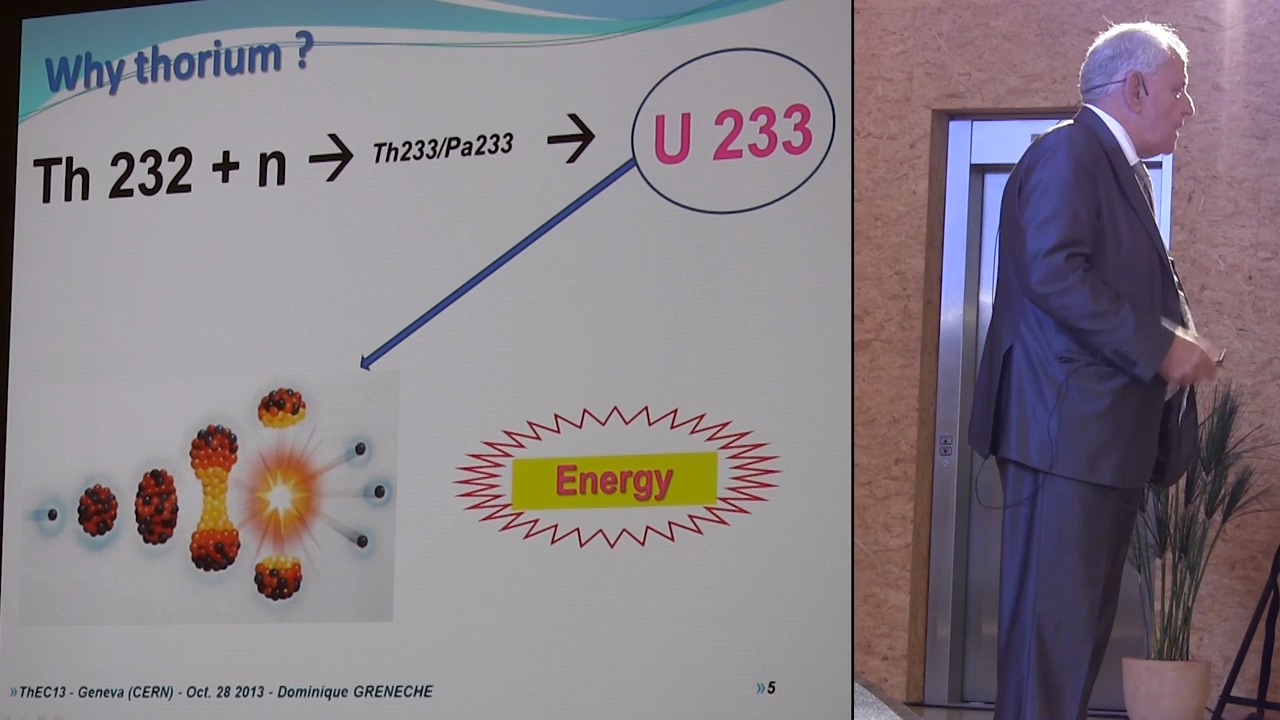 Why thorium ?
Th 232 + n → Th233/Pa233 → U 233
Energy
»ThEC13 - Geneva (CERN) - Oct. 28 2013 - Dominique GRENECHE
»5